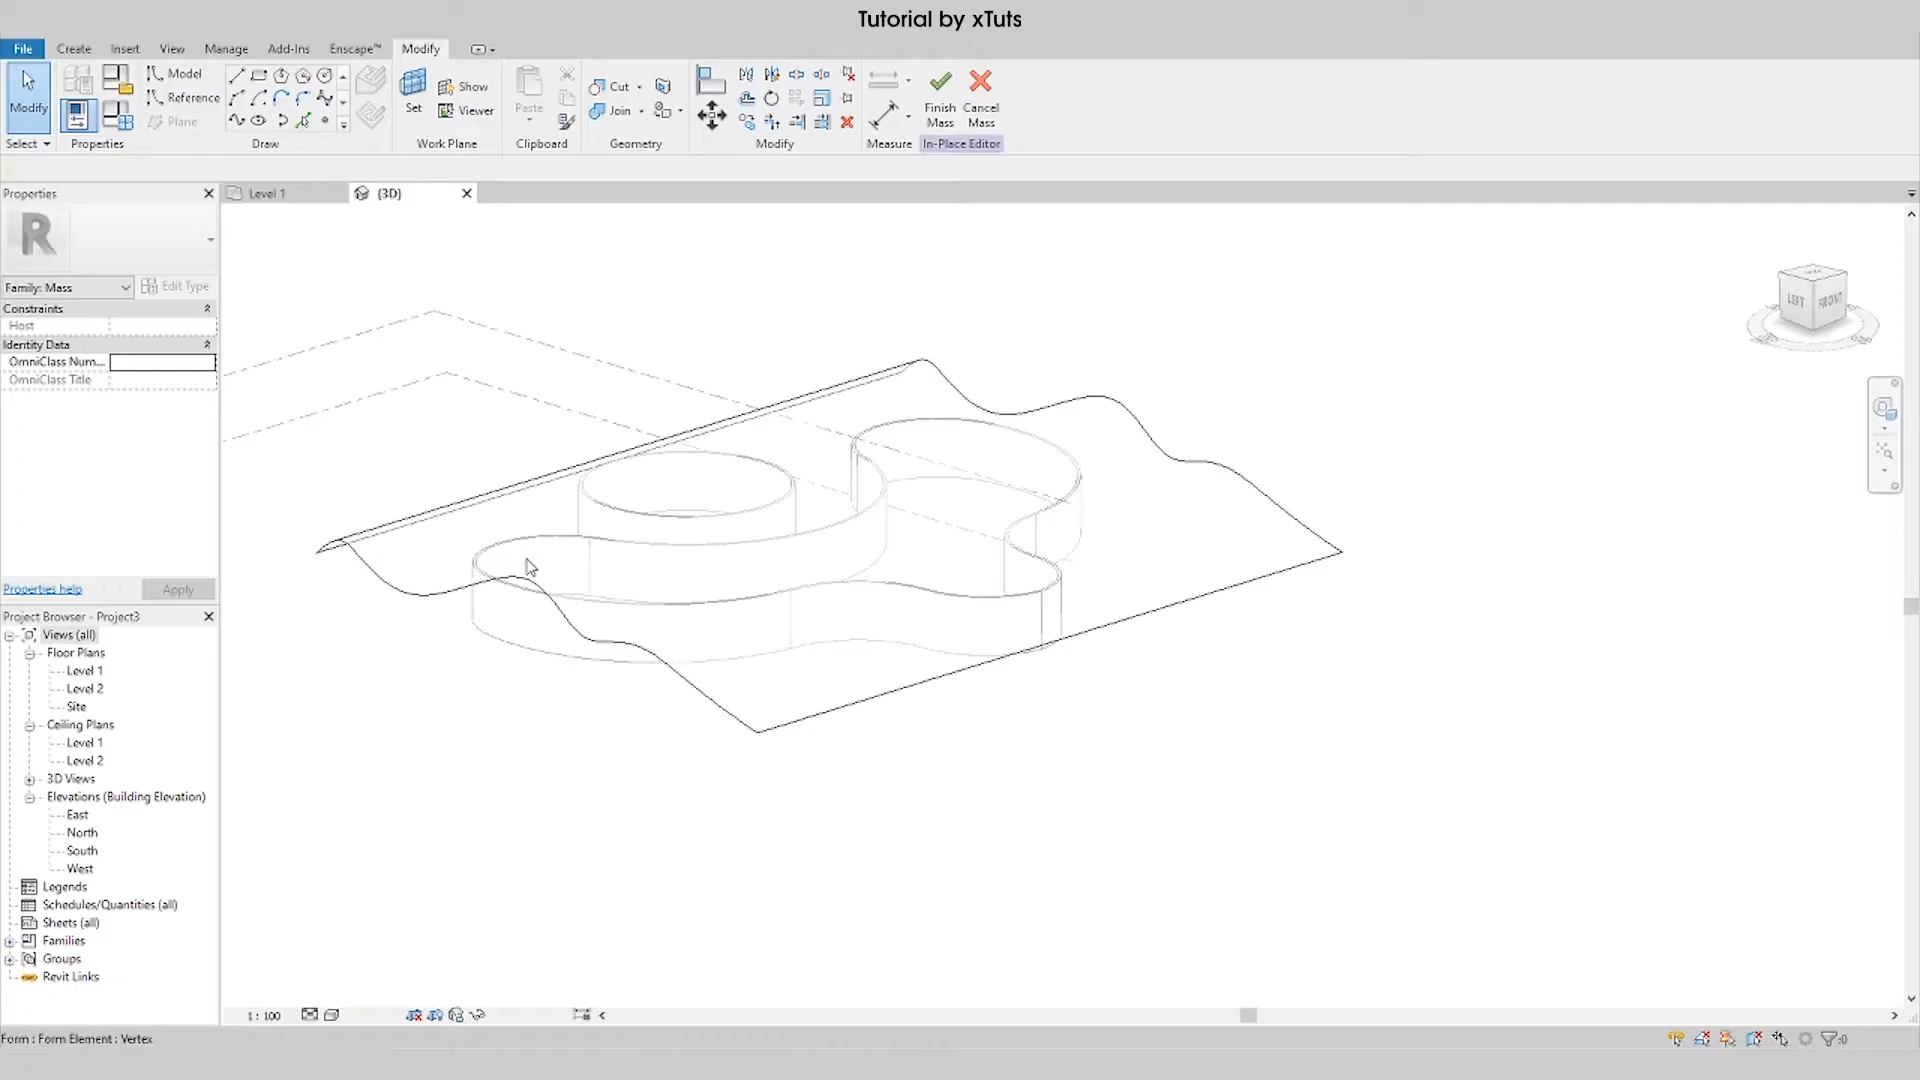 Tutorial by xTuts
File Create Insert View Manage Add-Ins Enscape™ Modify
Modify
Select
Properties
Model
Reference
Plane
Draw
Set
Show
Viewer
Work Plane
Paste
Clipboard
Cut
Join
Geometry
Modify
Measure
Finish Mass
Cancel Mass
In-Place Editor
Properties
Level 1
(3D)
R
Family: Mass
Edit Type
Constraints
Host
Identity Data
OmniClass Num...
OmniClass Title
Properties help
Apply
LEFT
FRONT
Project Browser - Project3
Views (all)
Floor Plans
Level 1
Level 2
Site
Ceiling Plans
Level 1
Level 2
3D Views
Elevations (Building Elevation)
East
North
South
West
Legends
Schedules/Quantities (all)
Sheets (all)
Families
Groups
Revit Links
1 : 100
Form : Form Element : Vertex
:0